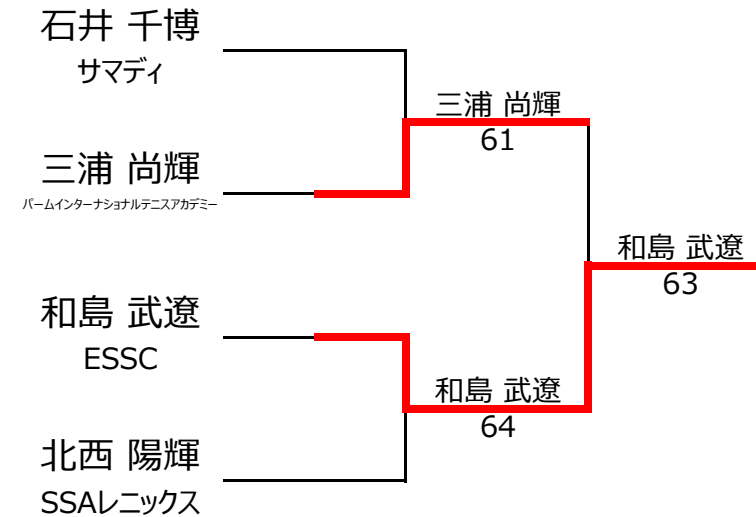 石井 千博
サマディ
三浦 尚輝
61
三浦 尚輝
パームインターナショナルテニスアカデミー
和島 武遼
63
和島 武遼
ESSC
和島 武遼
64
北西 陽輝
SSAレニックス